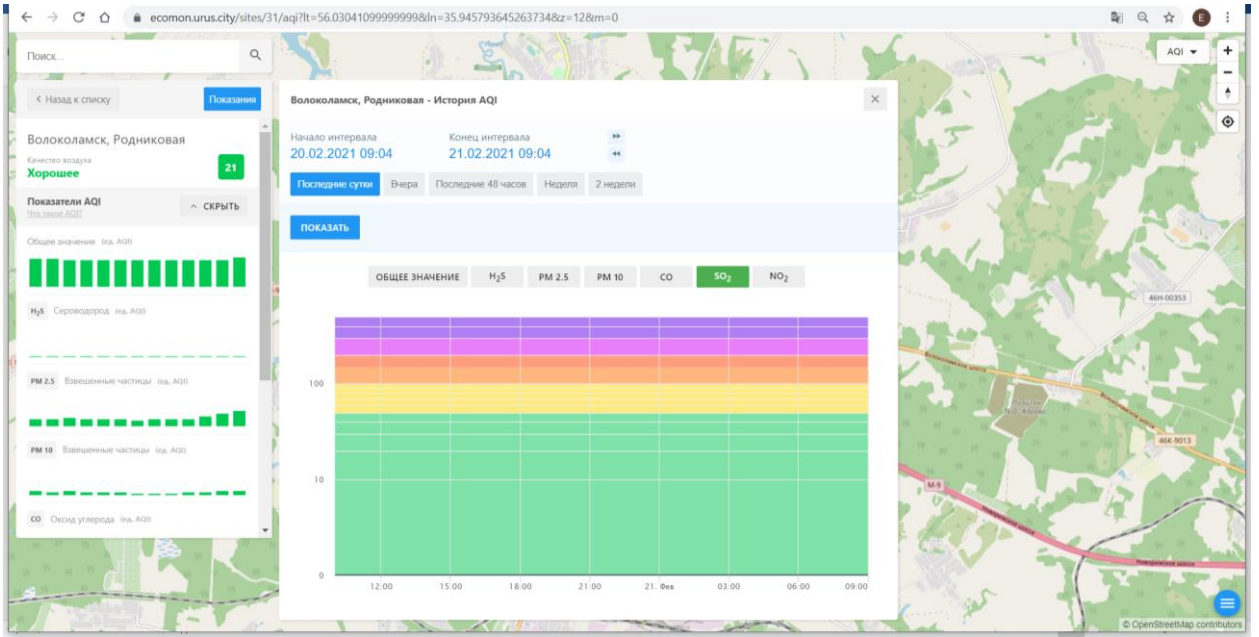 ecomon.urus.city/sites/31/aqi?lt=56.03041099999999&ln=35.945793645263734&z=12&m=0
E
Поиск...
AQI
Назад к списку
Показания
Волоколамск, Родниковая
Качество воздуха
Хорошее
21
Показатели AQI
Что такое AQI?
СКРЫТЬ
Общее значение (ед. AQI)
H₂S Сероводород (ед. AQI)
PM 2.5 Взвешенные частицы (ед. AQI)
PM 10 Взвешенные частицы (ед. AQI)
CO Оксид углерода (ед. AQI)
Волоколамск, Родниковая - История AQI
Начало интервала
Конец интервала
20.02.2021 09:04
21.02.2021 09:04
Последние сутки Вчера Последние 48 часов Неделя 2 недели
ПОКАЗАТЬ
ОБЩЕЕ ЗНАЧЕНИЕ H₂S PM 2.5 PM 10 CO SO₂ NO₂
100
10
0
12:00 15:00 18:00 21:00 21. Фев 03:00 06:00 09:00
46Н-00353
Волоколамское шоссе
46К-9013
М-9
Новорижское шоссе
© OpenStreetMap contributors